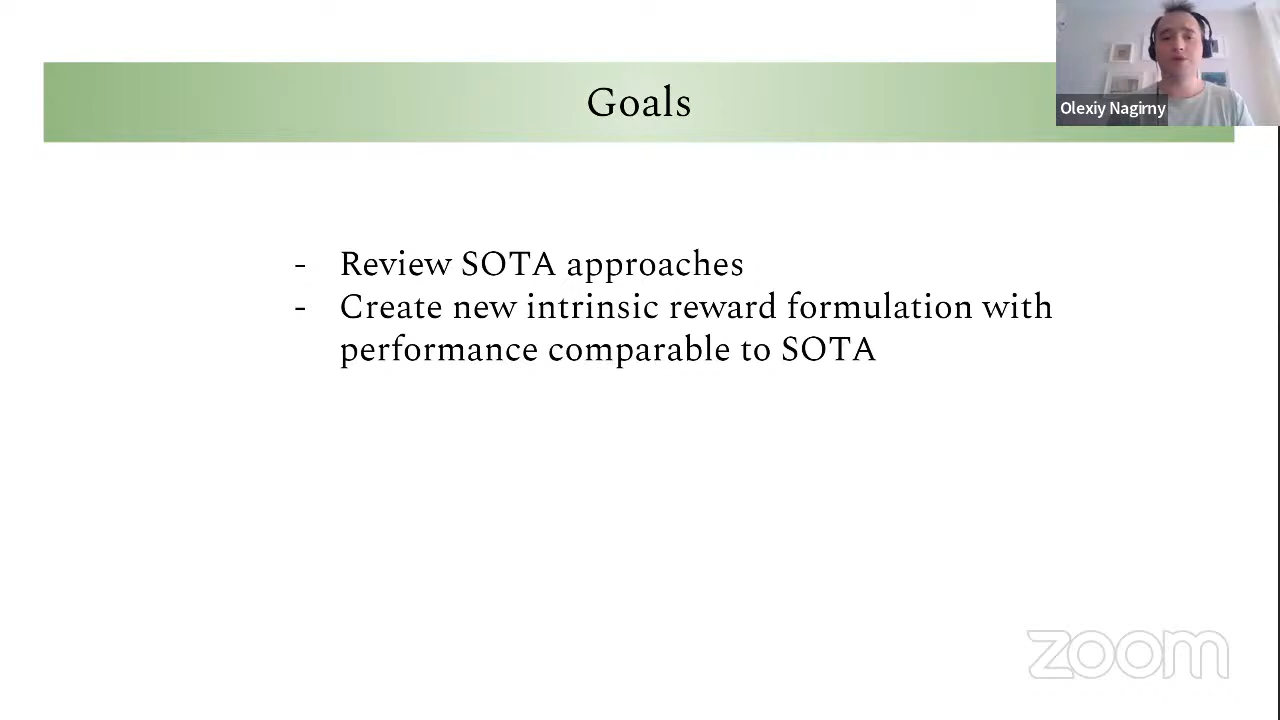 Goals
Olexiy Nagirny
- Review SOTA approaches
- Create new intrinsic reward formulation with
performance comparable to SOTA
zoom